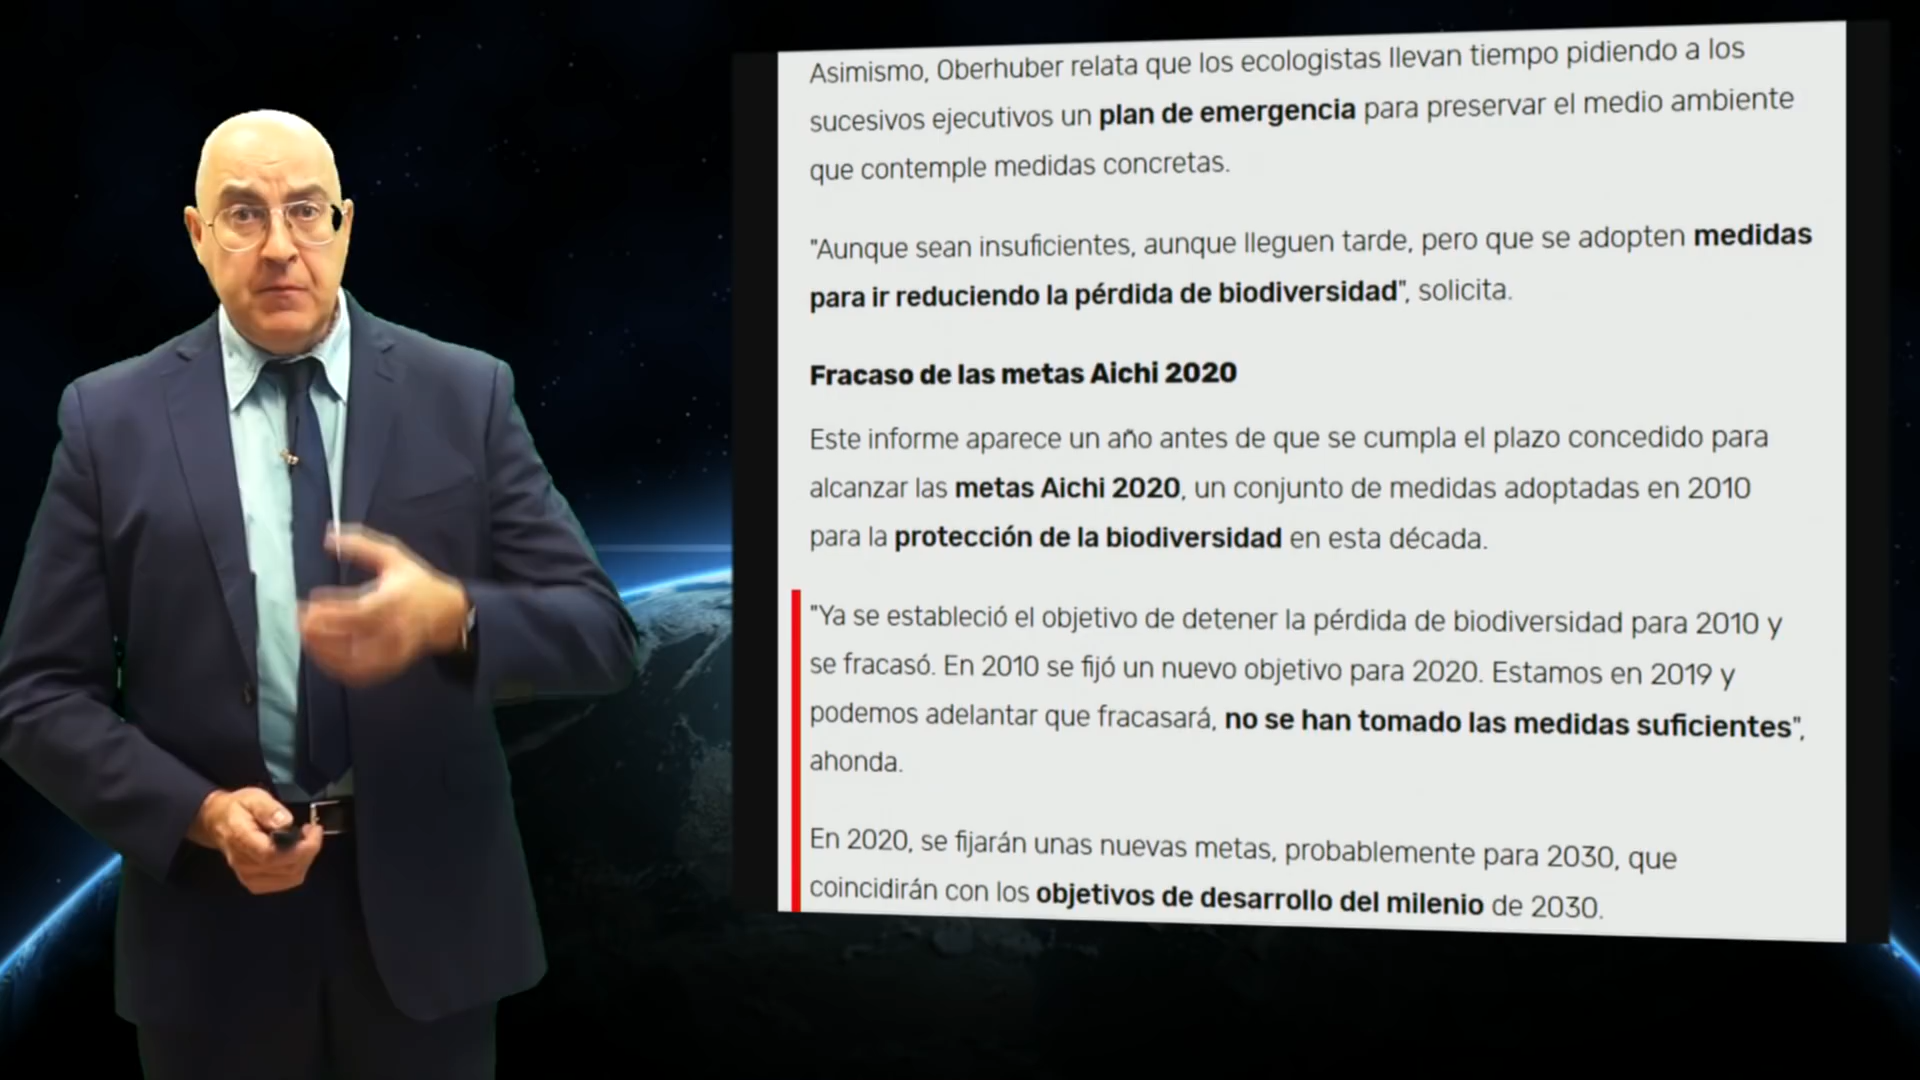 Asimismo, Oberhuber relata que los ecologistas llevan tiempo pidiendo a los
sucesivos ejecutivos un plan de emergencia para preservar el medio ambiente
que contemple medidas concretas.
"Aunque sean insuficientes, aunque lleguen tarde, pero que se adopten medidas
para ir reduciendo la pérdida de biodiversidad", solicita.
Fracaso de las metas Aichi 2020
Este informe aparece un año antes de que se cumpla el plazo concedido para
alcanzar las metas Aichi 2020, un conjunto de medidas adoptadas en 2010
para la protección de la biodiversidad en esta década.
"Ya se estableció el objetivo de detener la pérdida de biodiversidad para 2010 y
se fracasó. En 2010 se fijó un nuevo objetivo para 2020. Estamos en 2019 y
podemos adelantar que fracasará, no se han tomado las medidas suficientes",
ahonda.
En 2020, se fijarán unas nuevas metas, probablemente para 2030, que
coincidirán con los objetivos de desarrollo del milenio de 2030.